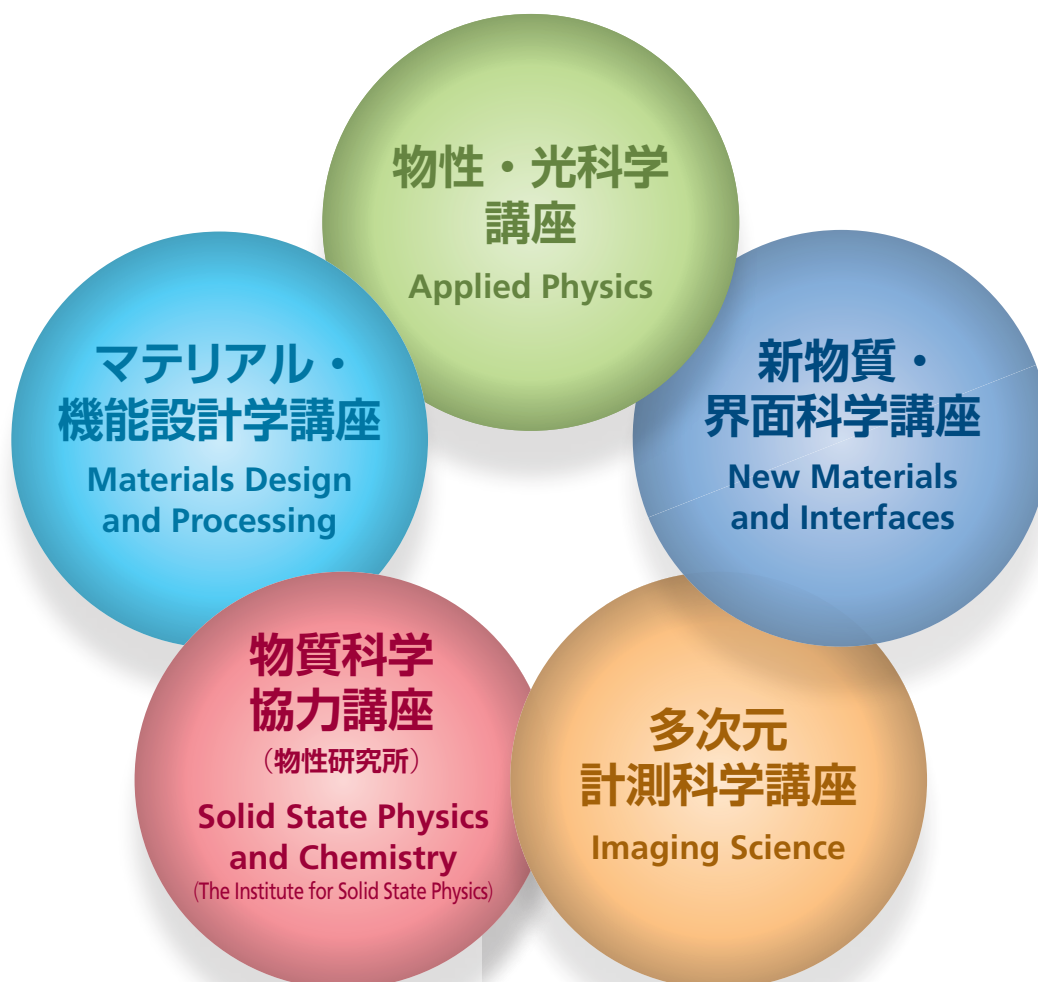 物性・光科学
講座
Applied Physics
マテリアル・
機能設計学講座
Materials Design
and Processing
新物質・
界面科学講座
New Materials
and Interfaces
物質科学
協力講座
（物性研究所）
Solid State Physics
and Chemistry
(The Institute for Solid State Physics)
多次元
計測科学講座
Imaging Science